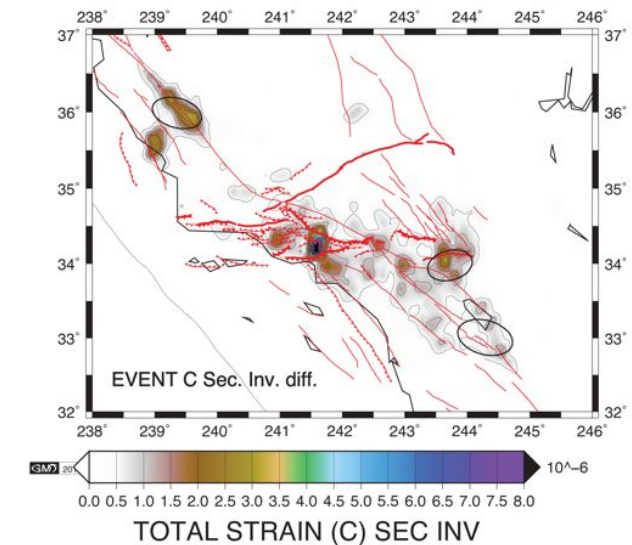 238° 239° 240° 241° 242° 243° 244° 245° 246°
37° 37°
36° 36°
35° 35°
34° 34°
33° 33°
EVENT C Sec. Inv. diff.
32° 32°
238° 239° 240° 241° 242° 243° 244° 245° 246°
GMD 20 10^−6
0.0 0.5 1.0 1.5 2.0 2.5 3.0 3.5 4.0 4.5 5.0 5.5 6.0 6.5 7.0 7.5 8.0
TOTAL STRAIN (C) SEC INV